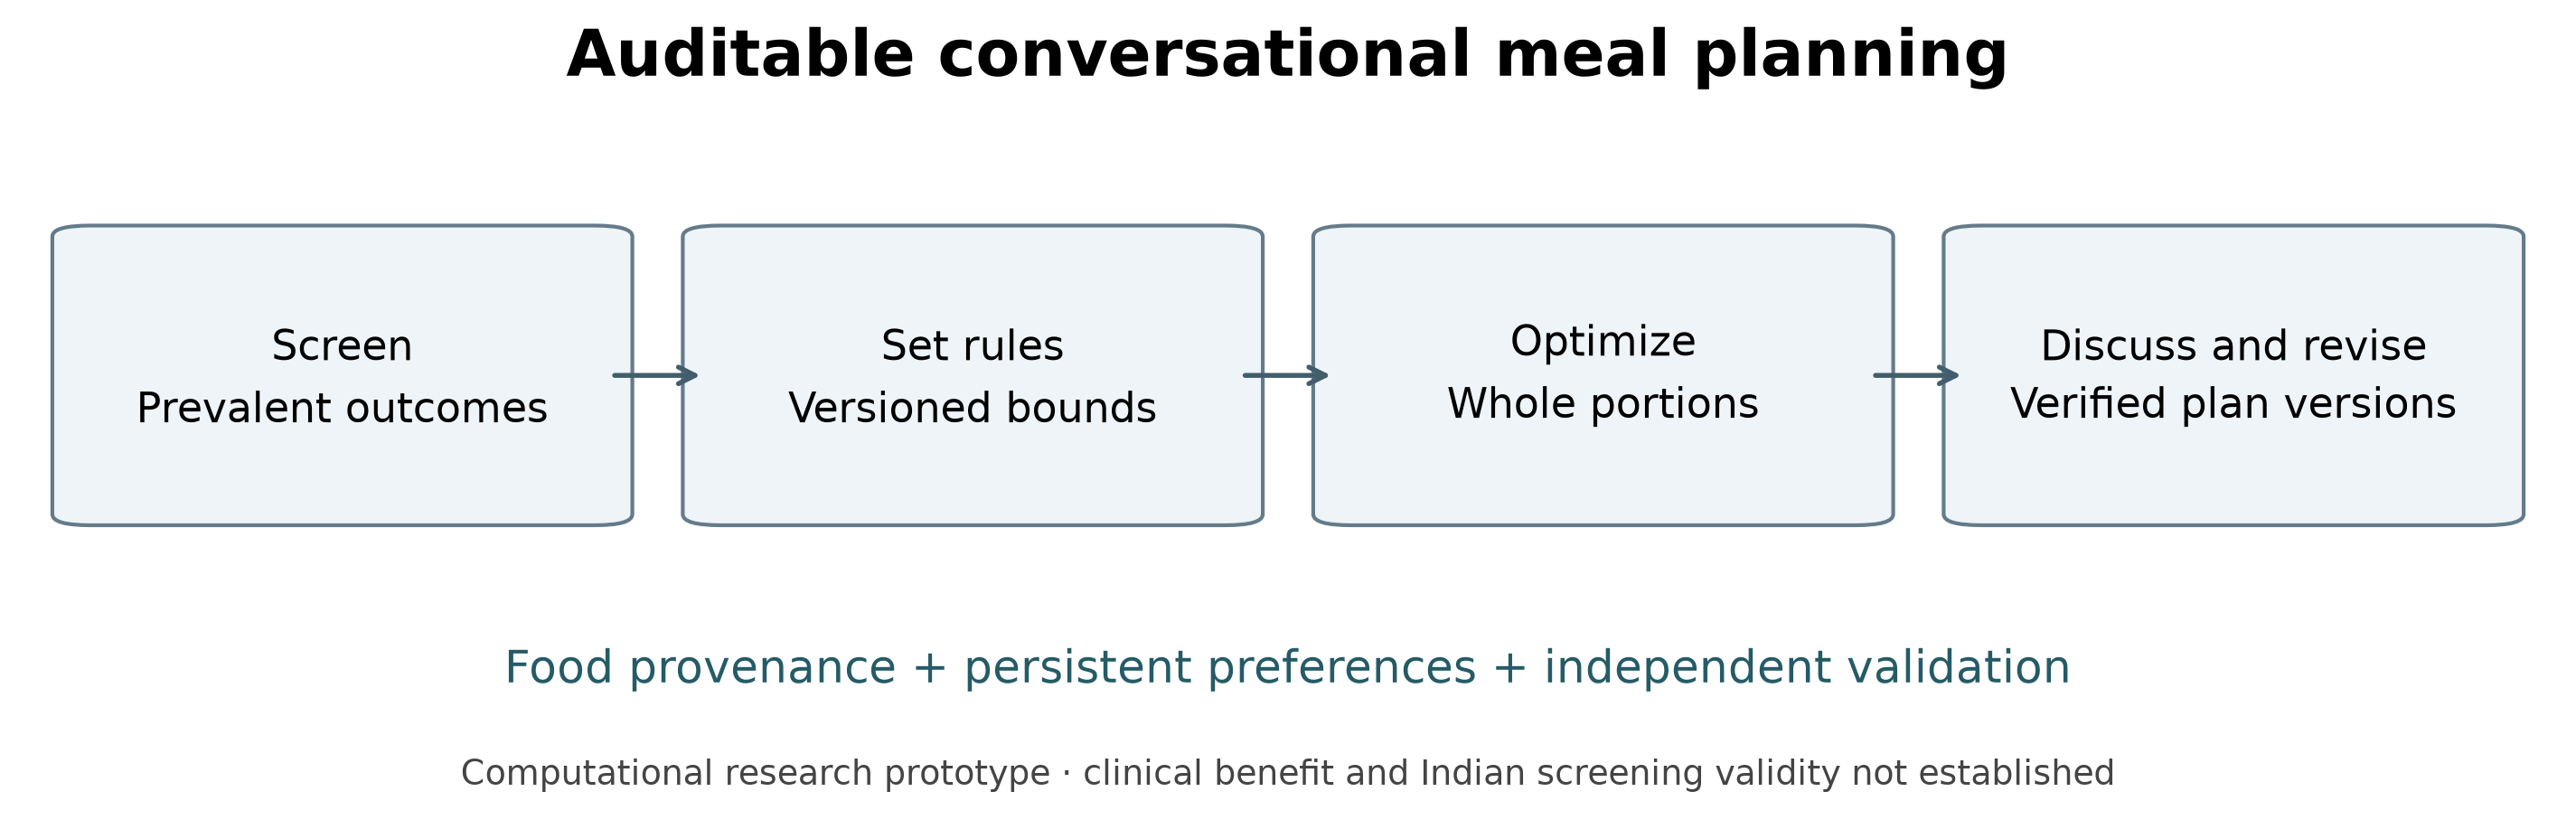 Auditable conversational meal planning
Screen
Prevalent outcomes
Set rules
Versioned bounds
Optimize
Whole portions
Discuss and revise
Verified plan versions
Food provenance + persistent preferences + independent validation
Computational research prototype · clinical benefit and Indian screening validity not established